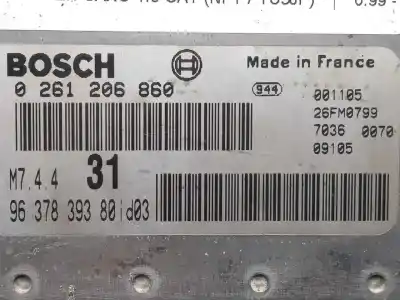 BOSCH
Made in France
0 261 206 860
944
001105
26FM0799
7036 0070
09105
M7.4.4 31
96 378 393 80 id03